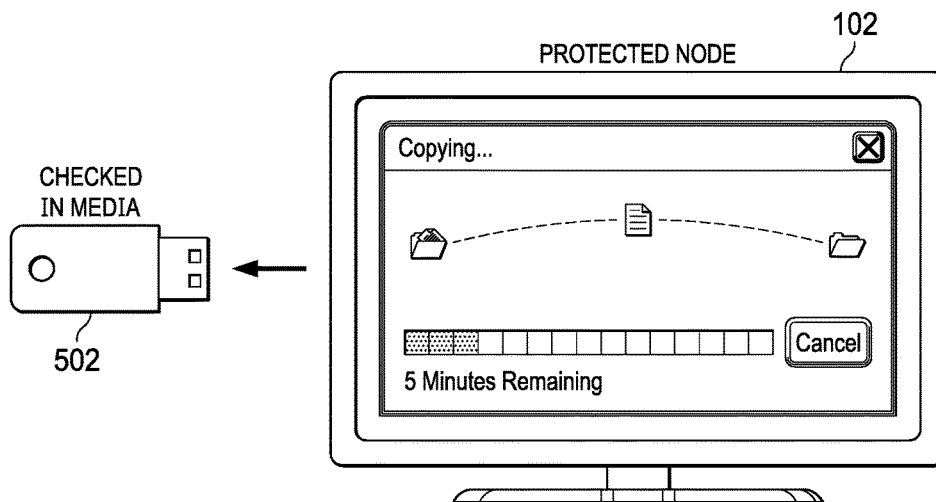 102
PROTECTED NODE
Copying...
CHECKED
IN MEDIA
Cancel
5 Minutes Remaining
502